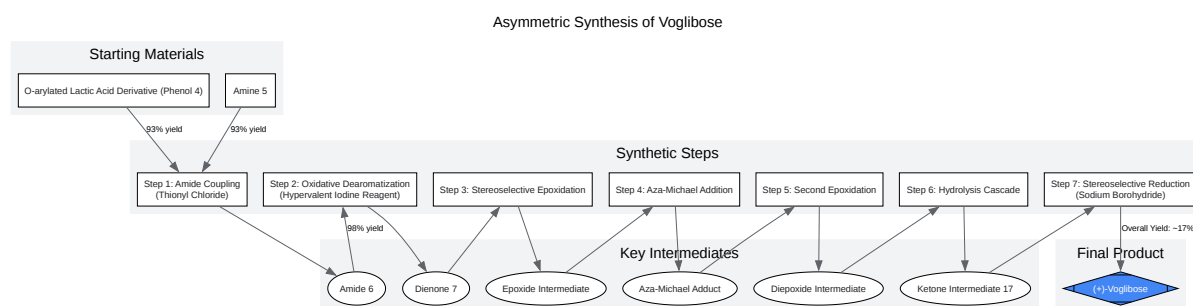 Asymmetric Synthesis of Voglibose
Starting Materials
O-arylated Lactic Acid Derivative (Phenol 4)
Amine 5
93% yield
93% yield
Synthetic Steps
Step 1: Amide Coupling
(Thionyl Chloride)
Step 2: Oxidative Dearomatization
(Hypervalent Iodine Reagent)
Step 3: Stereoselective Epoxidation
Step 4: Aza-Michael Addition
Step 5: Second Epoxidation
Step 6: Hydrolysis Cascade
Step 7: Stereoselective Reduction
(Sodium Borohydride)
98% yield
Overall Yield: ~17%
Key Intermediates
Final Product
Amide 6
Dienone 7
Epoxide Intermediate
Aza-Michael Adduct
Diepoxide Intermediate
Ketone Intermediate 17
(+)-Voglibose